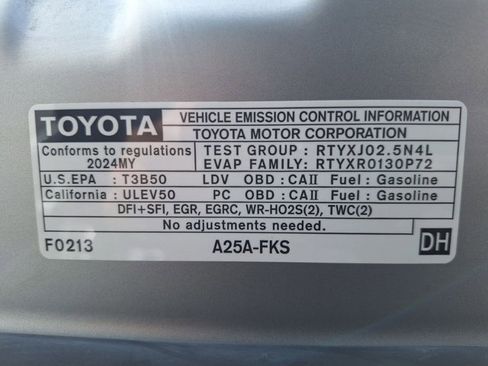 TOYOTA VEHICLE EMISSION CONTROL INFORMATION
TOYOTA MOTOR CORPORATION
Conforms to regulations TEST GROUP : RTYXJ02.5N4L
2024MY EVAP FAMILY: RTYXR0130P72
U.S.EPA : T3B50 LDV OBD : CAII Fuel : Gasoline
California : ULEV50 PC OBD : CAII Fuel : Gasoline
DFI+SFI, EGR, EGRC, WR-HO2S(2), TWC(2)
No adjustments needed.
F0213 A25A-FKS DH